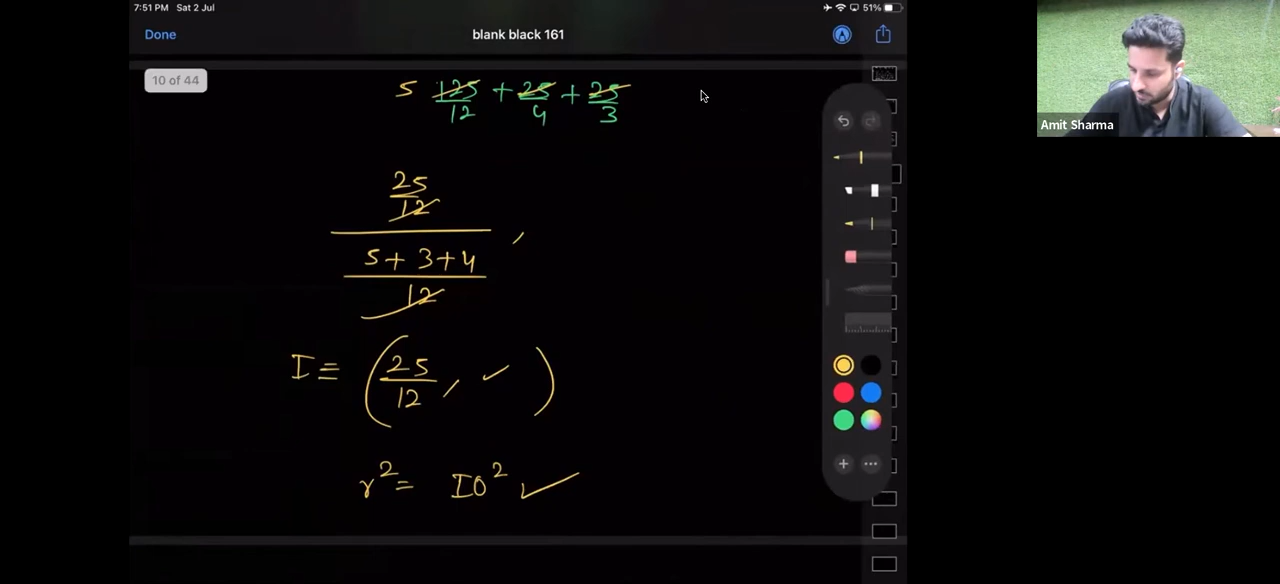 7:51 PM Sat 2 Jul 51%
Done blank black 161
10 of 44
5 125/12 + 25/4 + 25/3
25/12
5 + 3 + 4
12 ,
I ≡ ( 25/12 , ✓ )
r² = IO² ✓
Amit Sharma